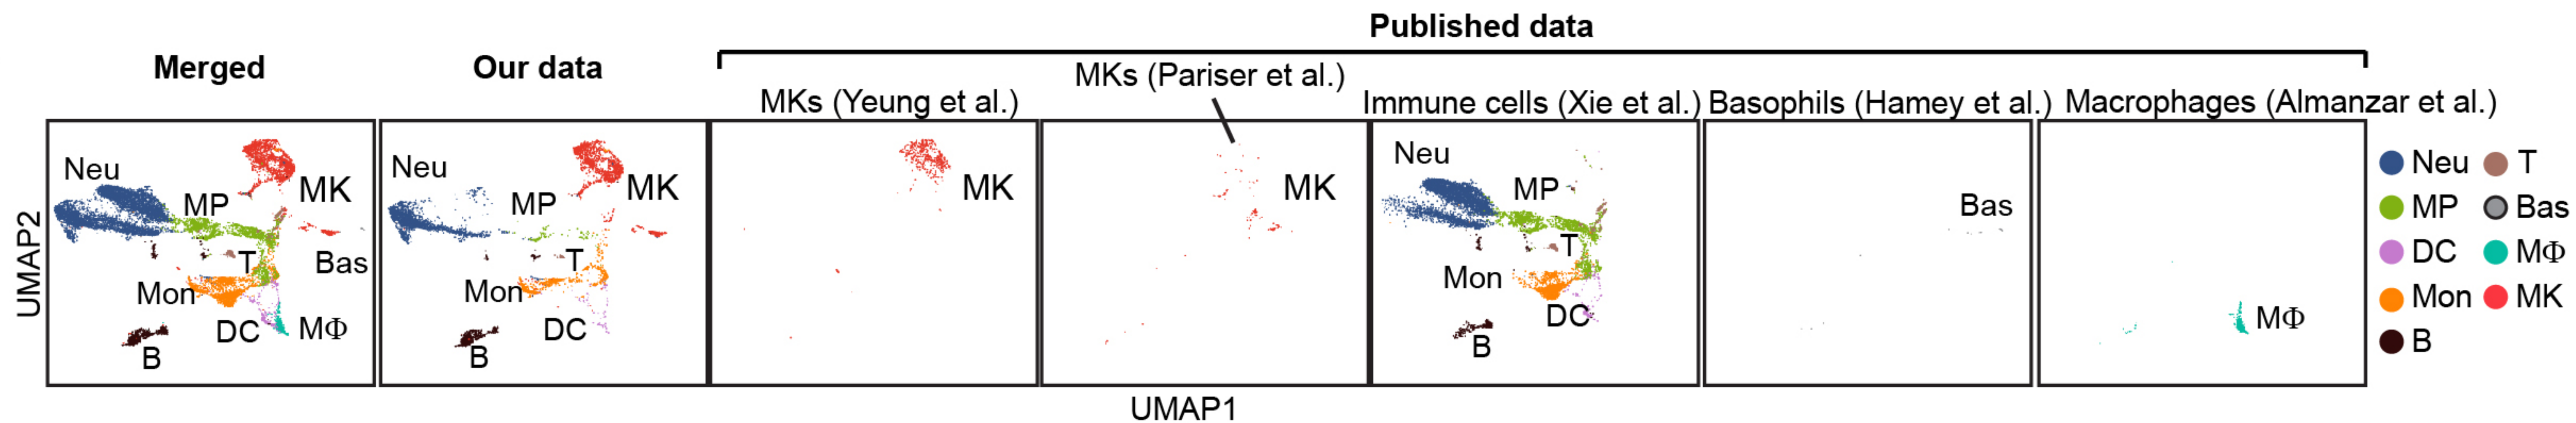 Published data
Merged
Our data
MKs (Yeung et al.)
MKs (Pariser et al.)
Immune cells (Xie et al.)
Basophils (Hamey et al.)
Macrophages (Almanzar et al.)
UMAP2
Neu
MP
MK
T
Bas
Mon
DC
MΦ
B
Neu
MP
MK
T
Mon
DC
B
MK
MK
Neu
MP
T
Mon
DC
B
Bas
MΦ
Neu
MP
DC
Mon
B
T
Bas
MΦ
MK
UMAP1